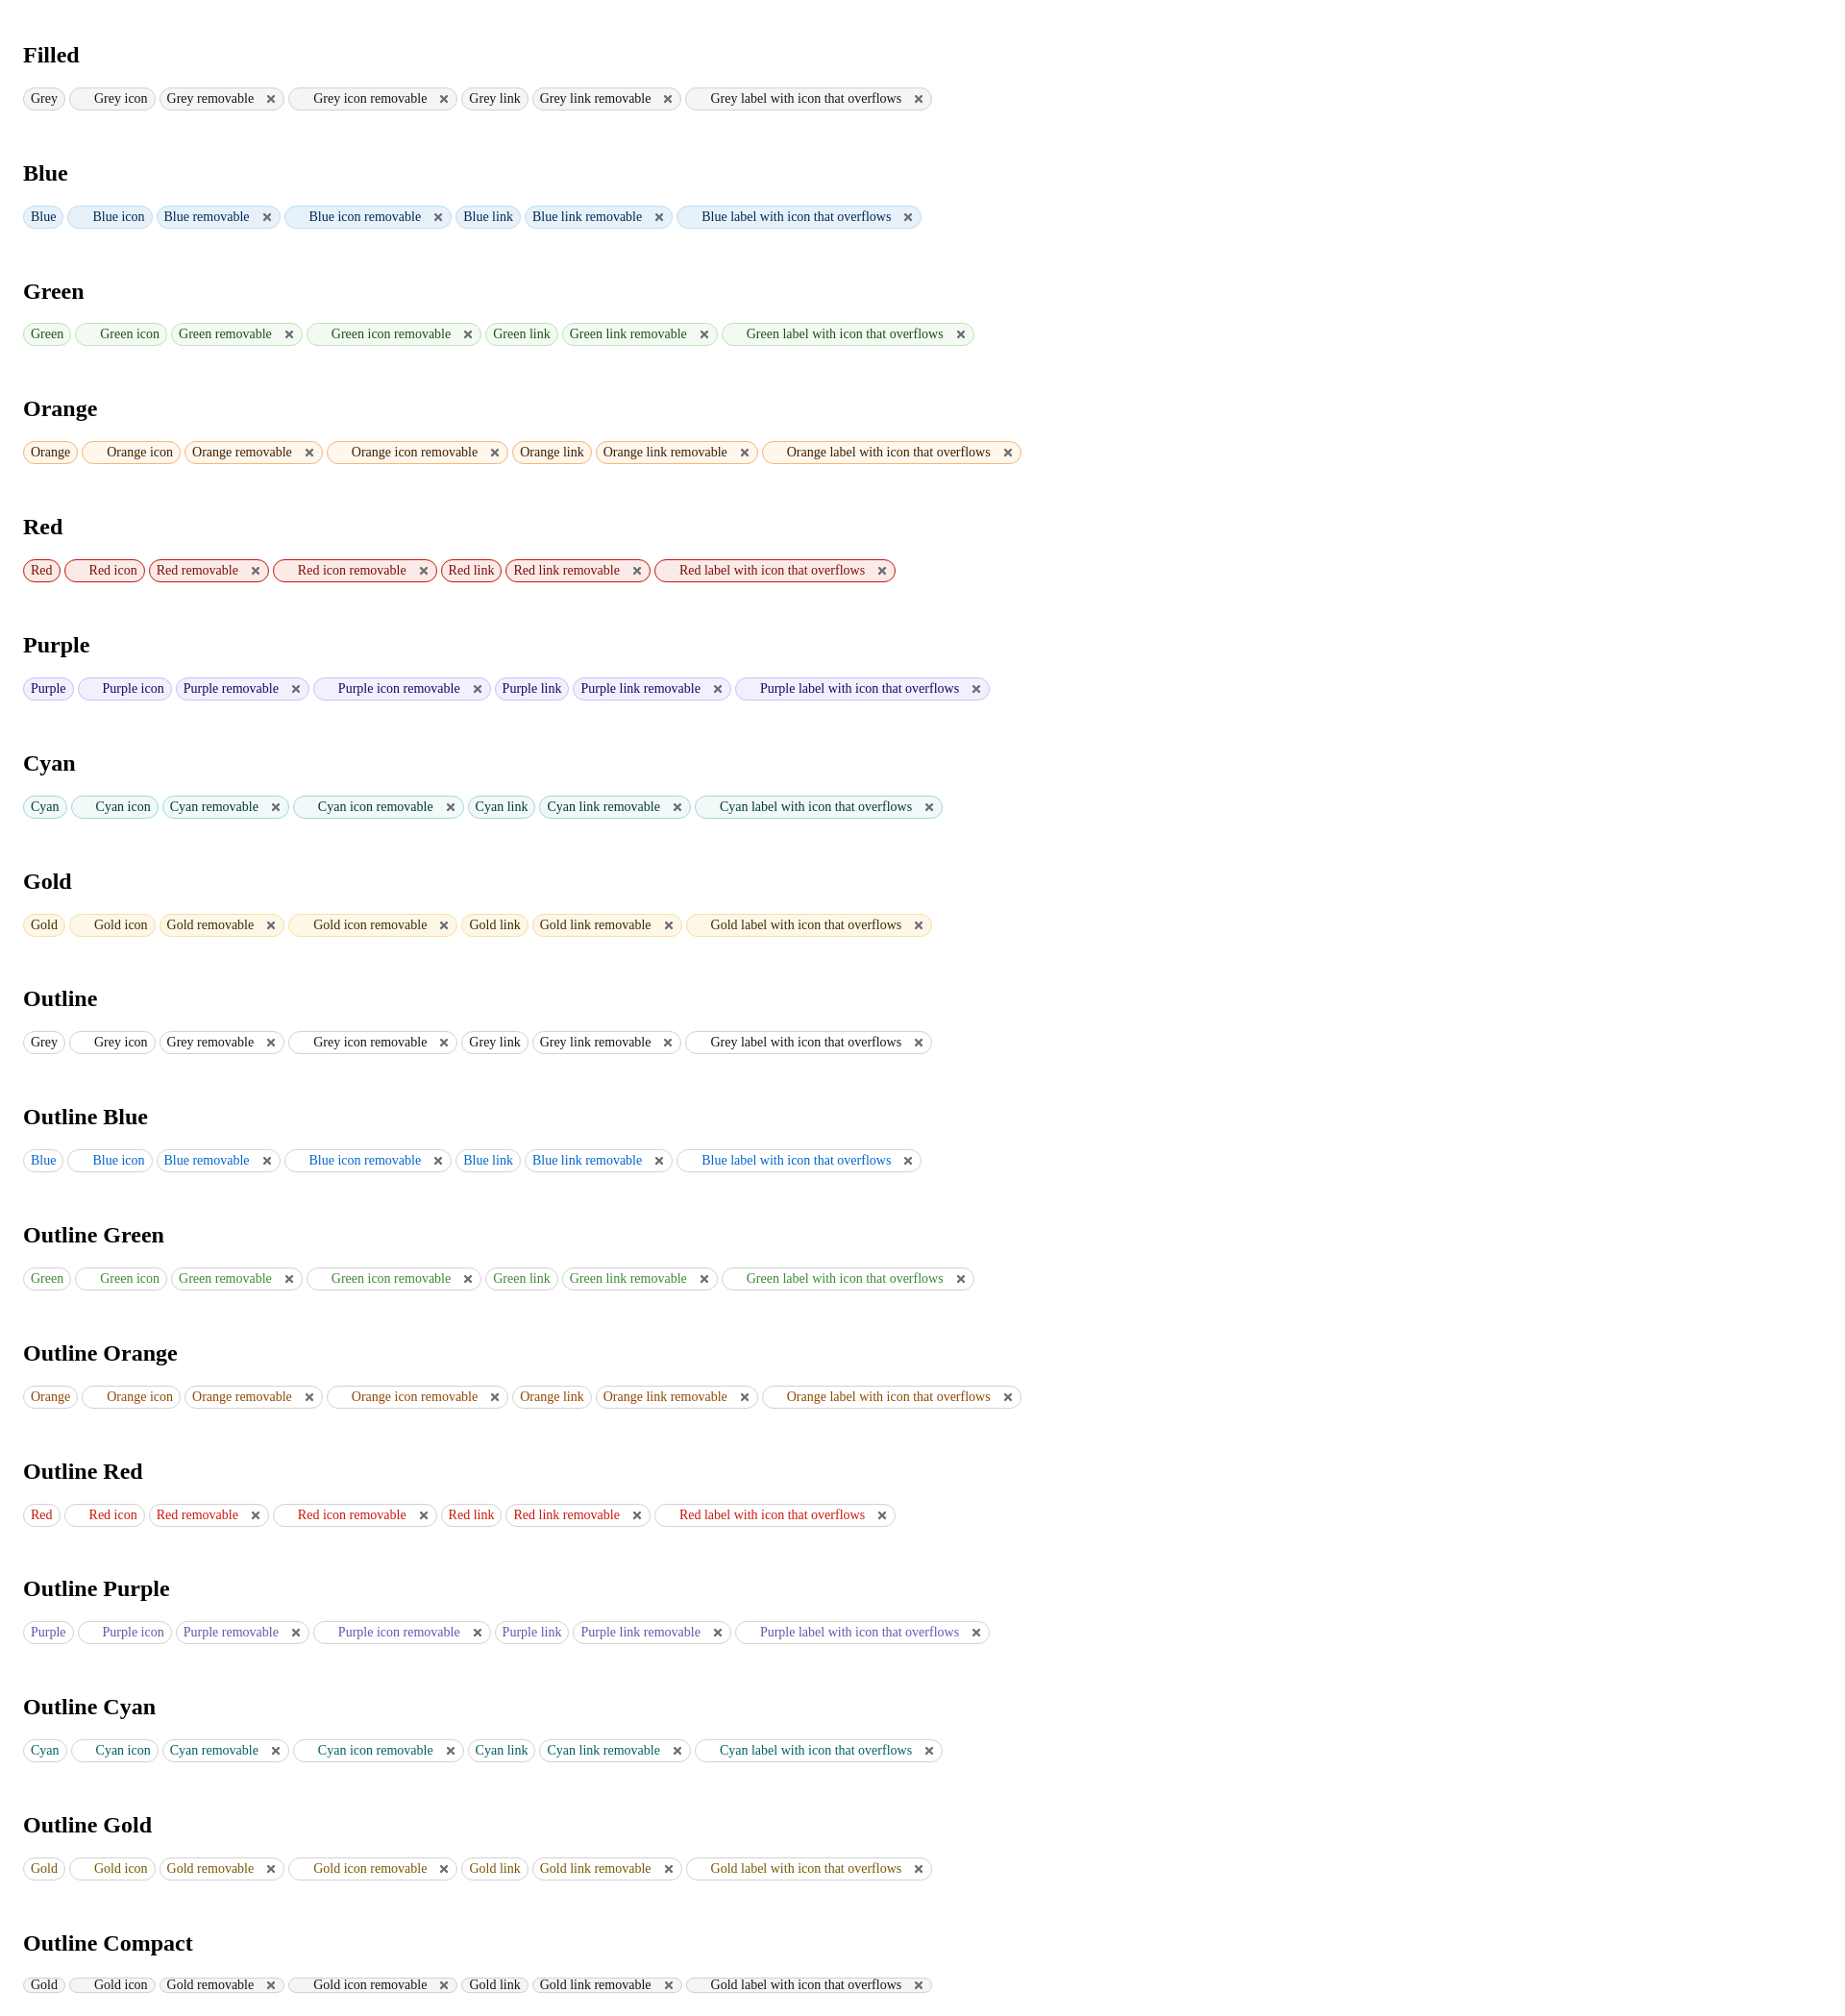 Filled
Grey Grey icon Grey removable Grey icon removable Grey link Grey link removable Grey label with icon that overflows
Blue
Blue Blue icon Blue removable Blue icon removable Blue link Blue link removable Blue label with icon that overflows
Green
Green Green icon Green removable Green icon removable Green link Green link removable Green label with icon that overflows
Orange
Orange Orange icon Orange removable Orange icon removable Orange link Orange link removable Orange label with icon that overflows
Red
Red Red icon Red removable Red icon removable Red link Red link removable Red label with icon that overflows
Purple
Purple Purple icon Purple removable Purple icon removable Purple link Purple link removable Purple label with icon that overflows
Cyan
Cyan Cyan icon Cyan removable Cyan icon removable Cyan link Cyan link removable Cyan label with icon that overflows
Gold
Gold Gold icon Gold removable Gold icon removable Gold link Gold link removable Gold label with icon that overflows
Outline
Grey Grey icon Grey removable Grey icon removable Grey link Grey link removable Grey label with icon that overflows
Outline Blue
Blue Blue icon Blue removable Blue icon removable Blue link Blue link removable Blue label with icon that overflows
Outline Green
Green Green icon Green removable Green icon removable Green link Green link removable Green label with icon that overflows
Outline Orange
Orange Orange icon Orange removable Orange icon removable Orange link Orange link removable Orange label with icon that overflows
Outline Red
Red Red icon Red removable Red icon removable Red link Red link removable Red label with icon that overflows
Outline Purple
Purple Purple icon Purple removable Purple icon removable Purple link Purple link removable Purple label with icon that overflows
Outline Cyan
Cyan Cyan icon Cyan removable Cyan icon removable Cyan link Cyan link removable Cyan label with icon that overflows
Outline Gold
Gold Gold icon Gold removable Gold icon removable Gold link Gold link removable Gold label with icon that overflows
Outline Compact
Gold Gold icon Gold removable Gold icon removable Gold link Gold link removable Gold label with icon that overflows